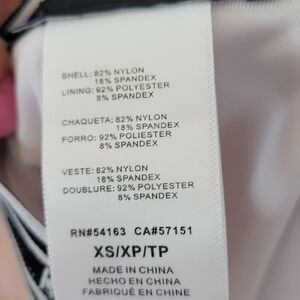 SHELL: 82% NYLON
18% SPANDEX
LINING: 92% POLYESTER
8% SPANDEX
CHAQUETA: 82% NYLON
18% SPANDEX
FORRO: 92% POLIESTER
8% SPANDEX
VESTE: 82% NYLON
18% SPANDEX
DOUBLURE: 92% POLYESTER
8% SPANDEX
RN#54163 CA#57151
XS/XP/TP
MADE IN CHINA
HECHO EN CHINA
FABRIQUÉ EN CHINE